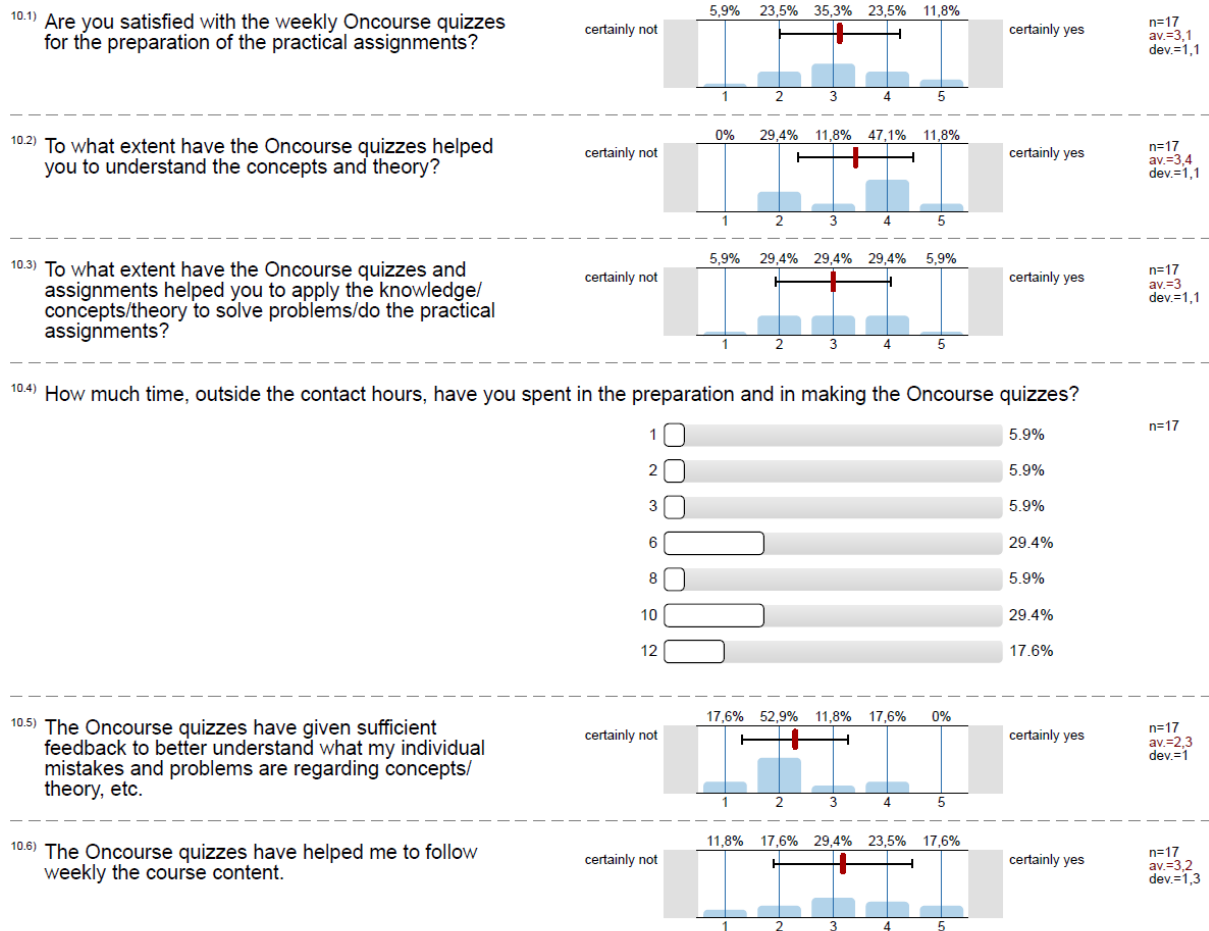 10.1) Are you satisfied with the weekly Oncourse quizzes
for the preparation of the practical assignments?
certainly not
5,9% 23,5% 35,3% 23,5% 11,8%
1 2 3 4 5
certainly yes
n=17
av.=3,1
dev.=1,1
10.2) To what extent have the Oncourse quizzes helped
you to understand the concepts and theory?
certainly not
0% 29,4% 11,8% 47,1% 11,8%
1 2 3 4 5
certainly yes
n=17
av.=3,4
dev.=1,1
10.3) To what extent have the Oncourse quizzes and
assignments helped you to apply the knowledge/
concepts/theory to solve problems/do the practical
assignments?
certainly not
5,9% 29,4% 29,4% 29,4% 5,9%
1 2 3 4 5
certainly yes
n=17
av.=3
dev.=1,1
10.4) How much time, outside the contact hours, have you spent in the preparation and in making the Oncourse quizzes?
n=17
1 5.9%
2 5.9%
3 5.9%
6 29.4%
8 5.9%
10 29.4%
12 17.6%
10.5) The Oncourse quizzes have given sufficient
feedback to better understand what my individual
mistakes and problems are regarding concepts/
theory, etc.
certainly not
17,6% 52,9% 11,8% 17,6% 0%
1 2 3 4 5
certainly yes
n=17
av.=2,3
dev.=1
10.6) The Oncourse quizzes have helped me to follow
weekly the course content.
certainly not
11,8% 17,6% 29,4% 23,5% 17,6%
1 2 3 4 5
certainly yes
n=17
av.=3,2
dev.=1,3